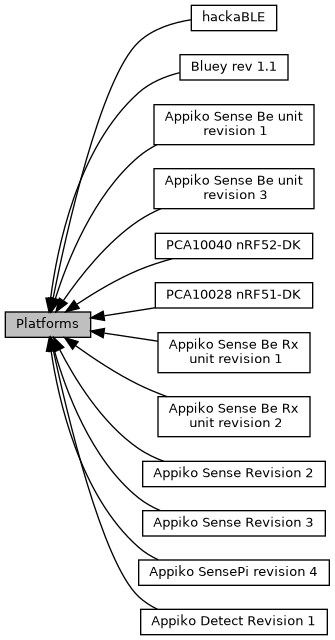 hackaBLE
Bluey rev 1.1
Appiko Sense Be unit
revision 1
Appiko Sense Be unit
revision 3
PCA10040 nRF52-DK
PCA10028 nRF51-DK
Platforms
Appiko Sense Be Rx
unit revision 1
Appiko Sense Be Rx
unit revision 2
Appiko Sense Revision 2
Appiko Sense Revision 3
Appiko SensePi revision 4
Appiko Detect Revision 1